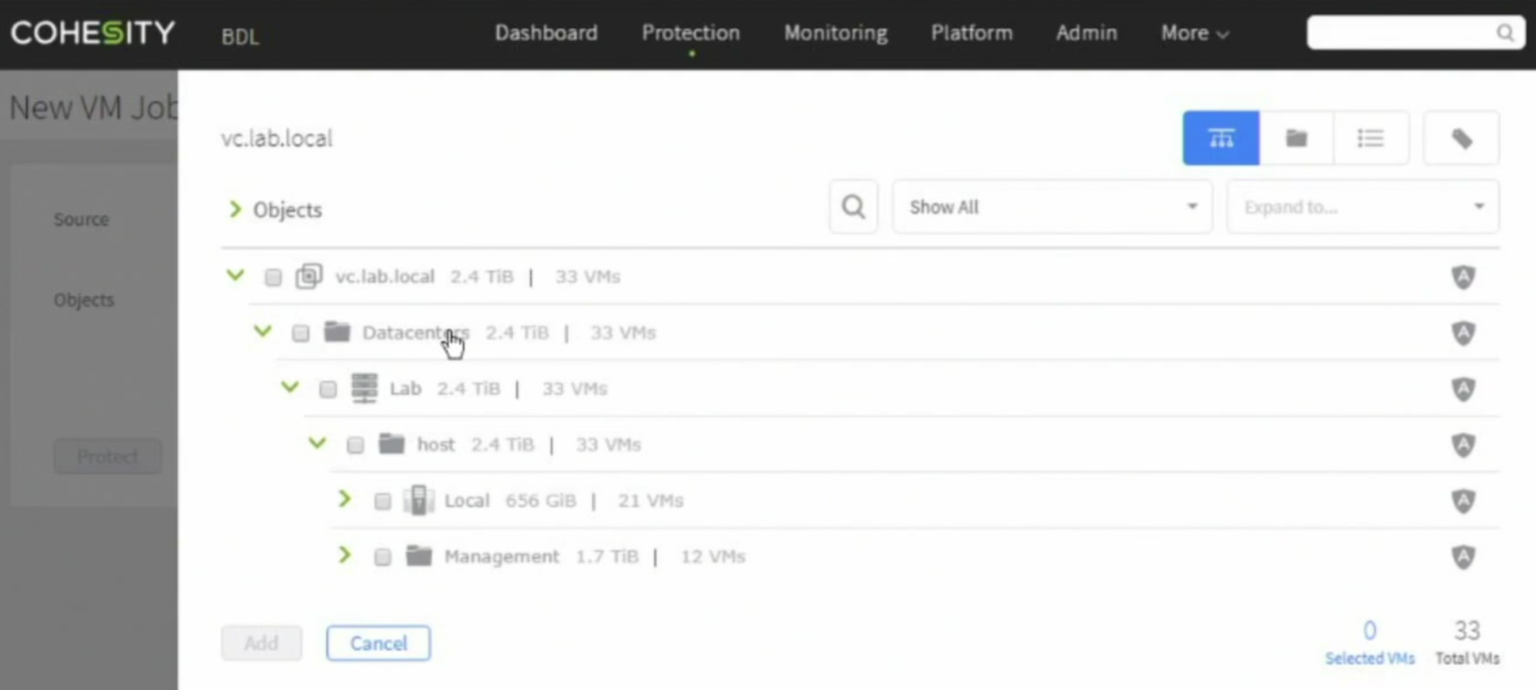 COHESITY BDL Dashboard Protection Monitoring Platform Admin More
New VM Job
vc.lab.local
Objects Show All Expand to...
Source
vc.lab.local 2.4 TiB | 33 VMs
Objects
Datacenters 2.4 TiB | 33 VMs
Lab 2.4 TiB | 33 VMs
host 2.4 TiB | 33 VMs
Protect
Local 656 GiB | 21 VMs
Management 1.7 TiB | 12 VMs
Add Cancel
0 33
Selected VMs Total VMs